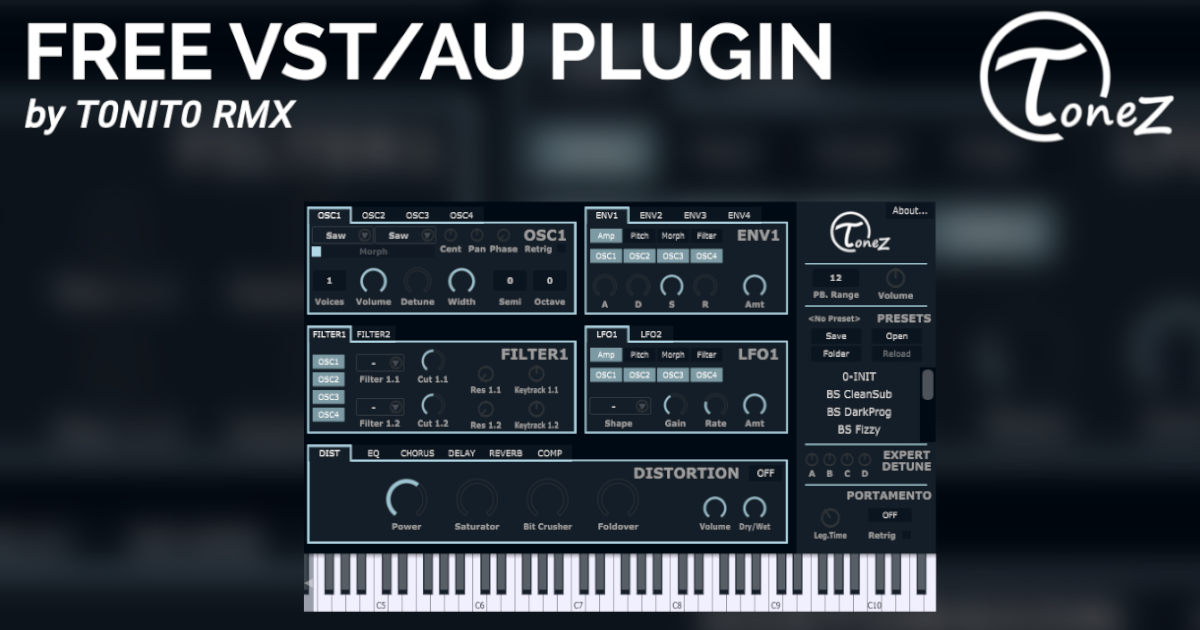 FREE VST/AU PLUGIN
by T0NIT0 RMX
ToneZ
OSC1 OSC2 OSC3 OSC4
Saw Saw
Morph
Cent Pan Phase
OSC1
Retrig
1 0 0
Voices Volume Detune Width Semi Octave
ENV1 ENV2 ENV3 ENV4
Amp Pitch Morph Filter
ENV1
OSC1 OSC2 OSC3 OSC4
A D S R Amt
About...
ToneZ
12
PB. Range Volume
FILTER1 FILTER2
FILTER1
OSC1
OSC2
OSC3
OSC4
-
Filter 1.1 Cut 1.1 Res 1.1 Keytrack 1.1
-
Filter 1.2 Cut 1.2 Res 1.2 Keytrack 1.2
LFO1 LFO2
Amp Pitch Morph Filter
LFO1
OSC1 OSC2 OSC3 OSC4
-
Shape Gain Rate Amt
<No Preset> PRESETS
Save Open
Folder Reload
0-INIT
BS CleanSub
BS DarkProg
BS Fizzy
DIST EQ CHORUS DELAY REVERB COMP
DISTORTION OFF
Power Saturator Bit Crusher Foldover Volume Dry/Wet
EXPERT
DETUNE
A B C D
PORTAMENTO
OFF
Leg.Time Retrig
C5 C6 C7 C8 C9 C10